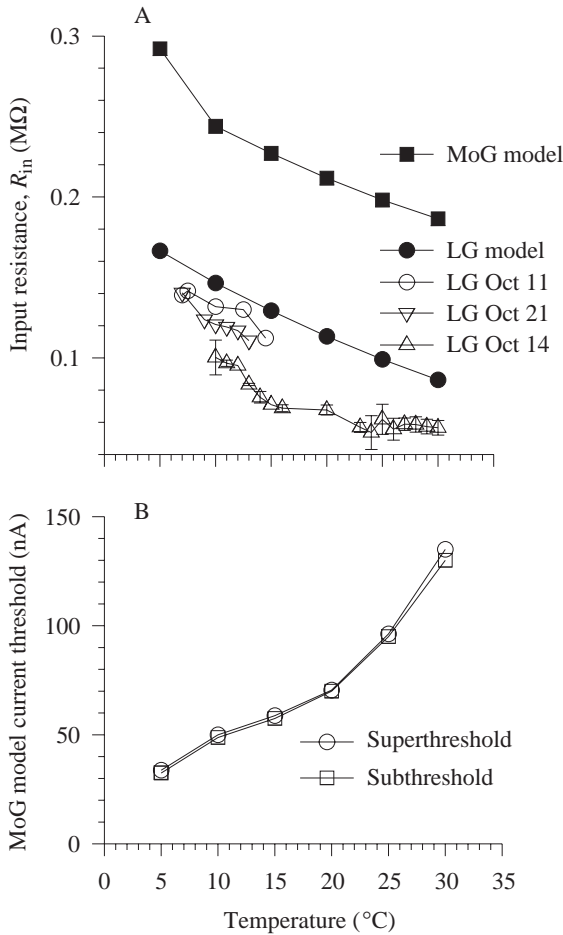 A
0.3
0.2
0.1
Input resistance, Rin (MΩ)
MoG model
LG model
LG Oct 11
LG Oct 21
LG Oct 14
B
150
100
50
0
MoG model current threshold (nA)
Superthreshold
Subthreshold
0 5 10 15 20 25 30 35
Temperature (°C)